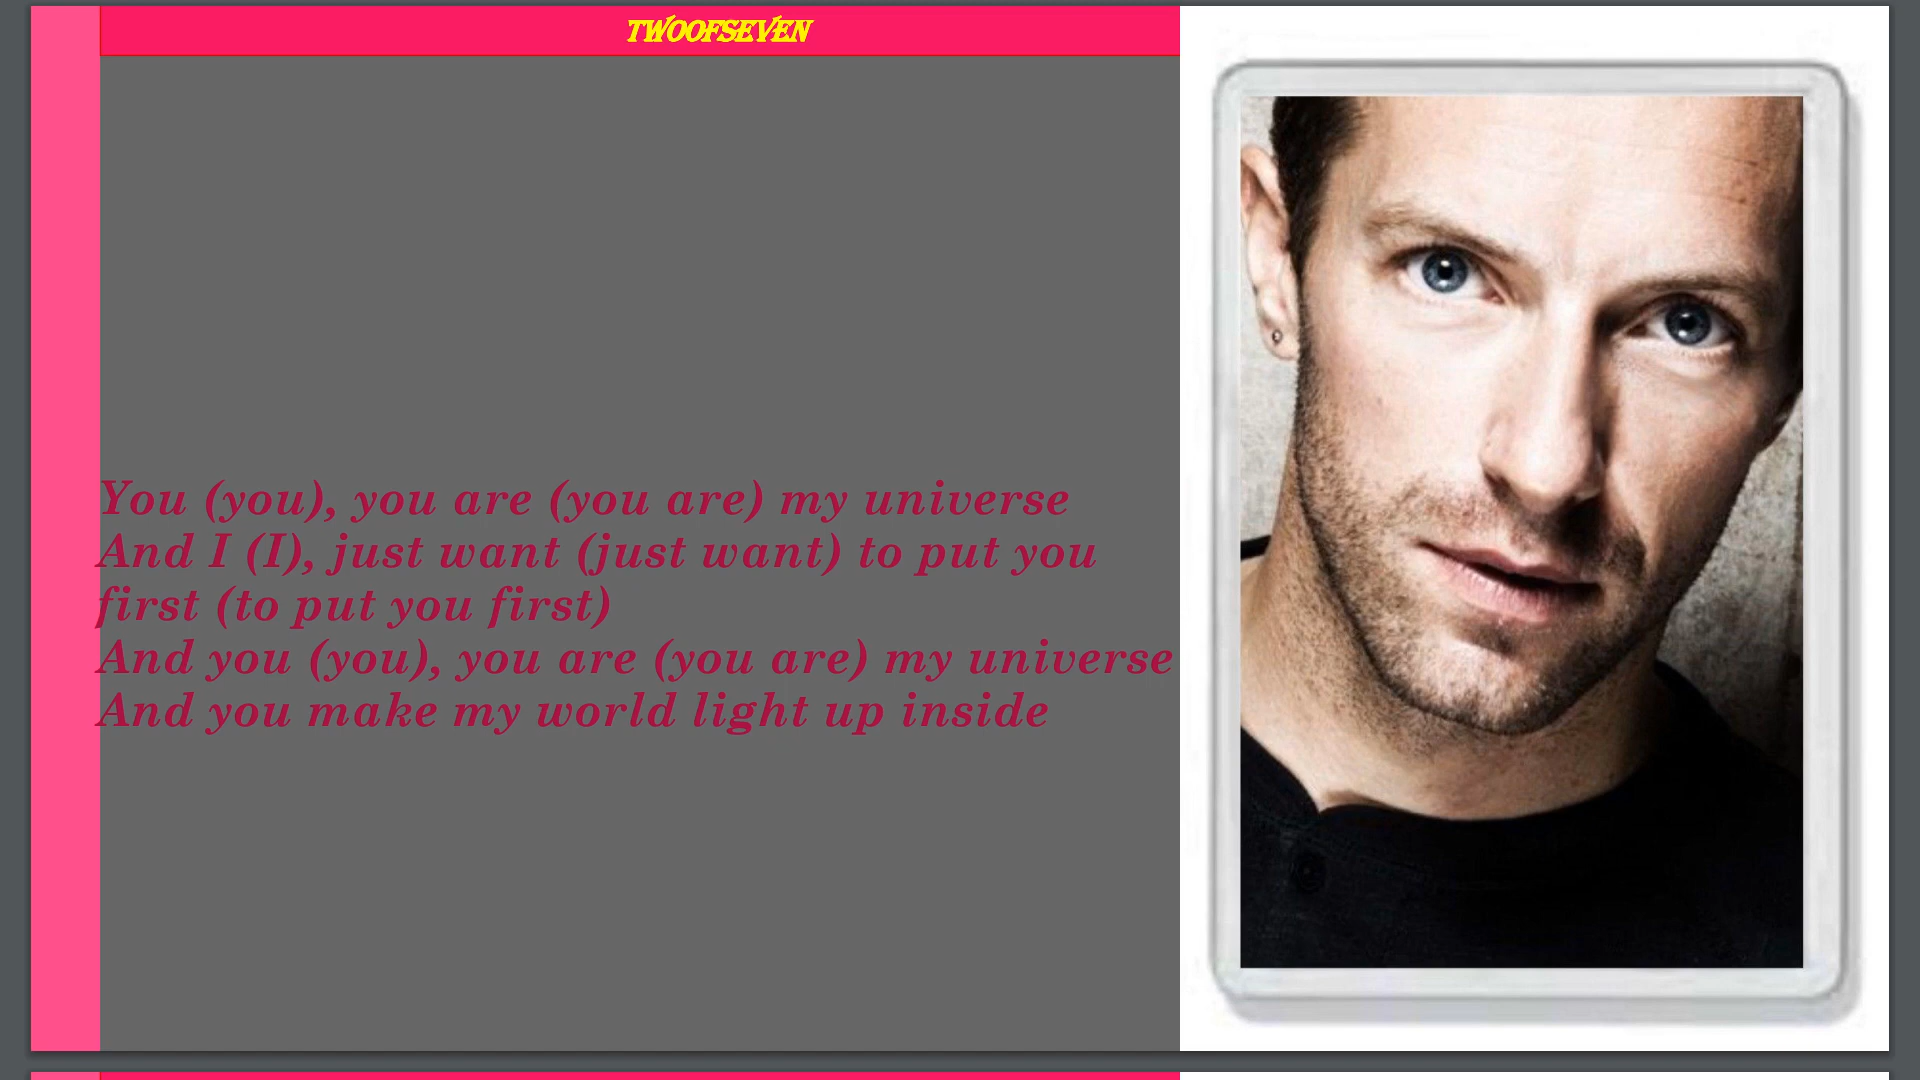 TWOOFSEVEN
You (you), you are (you are) my universe
And I (I), just want (just want) to put you
first (to put you first)
And you (you), you are (you are) my universe
And you make my world light up inside